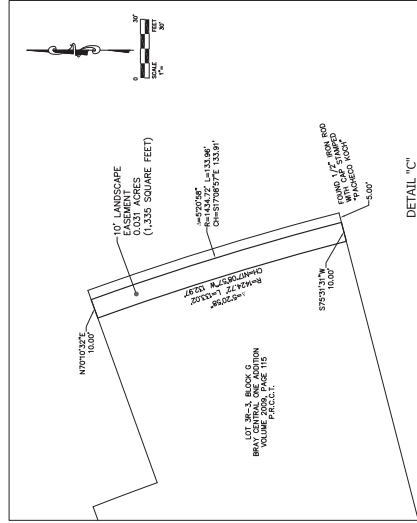 0
30'
SCALE
FEET
1"=
30'
10' LANDSCAPE
EASEMENT
0.031 ACRES
(1,335 SQUARE FEET)
N70°10'32"E
10.00'
Δ=5°20'58"
R=1434.72' L=133.96'
CH=S17°08'57"E 133.91'
Δ=5°20'58"
R=1424.72' L=133.02'
CH=N17°08'57"W 132.97'
LOT 3R-3, BLOCK G
BRAY CENTRAL ONE ADDITION
VOLUME 2009, PAGE 115
P.R.C.C.T.
FOUND 1/2" IRON ROD
WITH CAP STAMPED
"PACHECO KOCH"
5.00'
S75°31'31"W
10.00'
DETAIL "C"